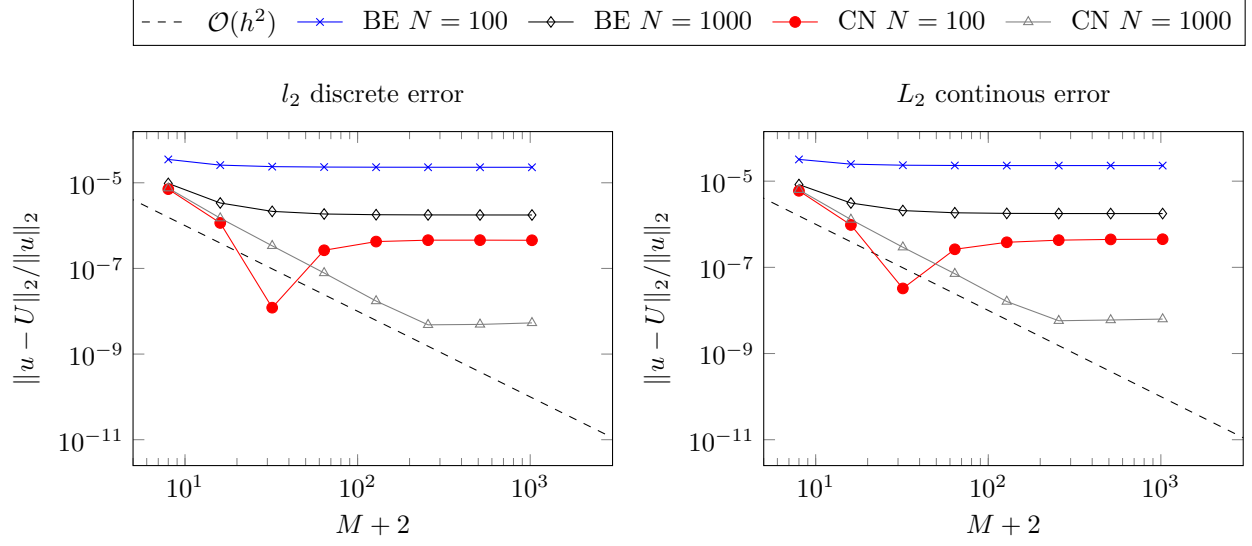 O(h²) BE N = 100 BE N = 1000 CN N = 100 CN N = 1000
l₂ discrete error
10⁻⁵
10⁻⁷
10⁻⁹
10⁻¹¹
‖u − U‖₂/‖u‖₂
10¹ 10² 10³
M + 2
L₂ continous error
10⁻⁵
10⁻⁷
10⁻⁹
10⁻¹¹
‖u − U‖₂/‖u‖₂
10¹ 10² 10³
M + 2